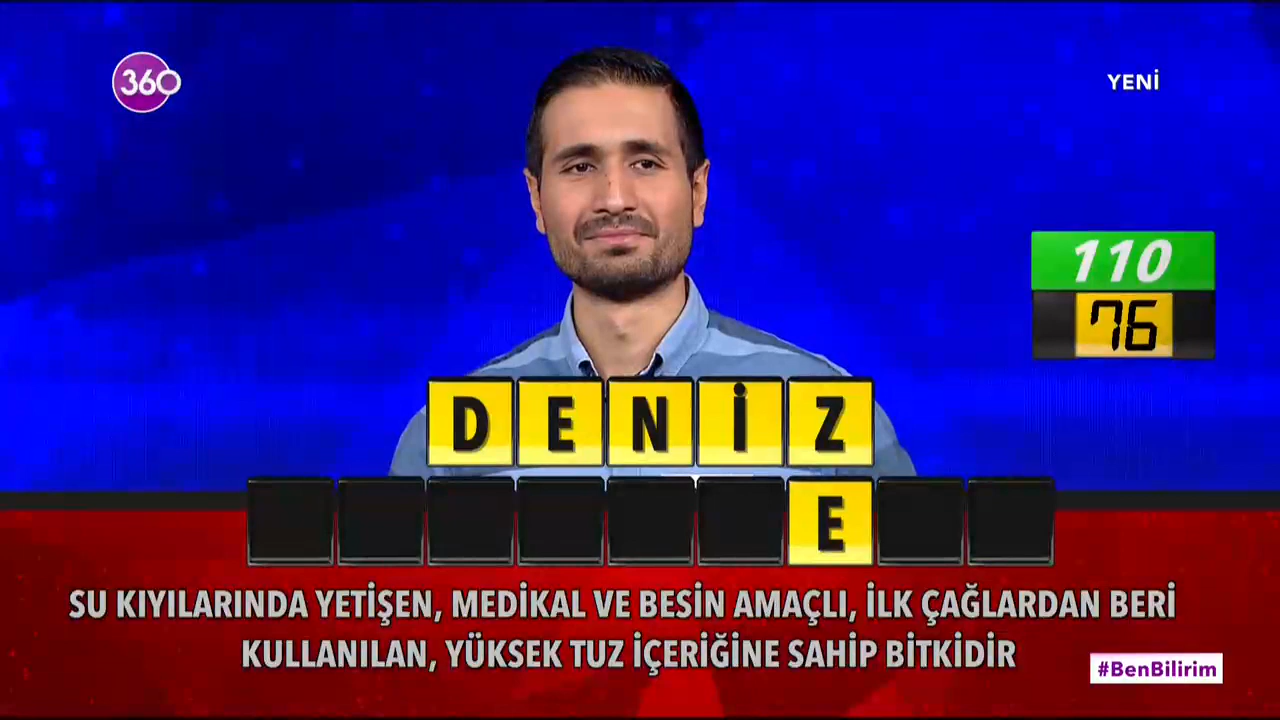 360
YENİ
110
76
DENİZ
E
SU KIYILARINDA YETİŞEN, MEDİKAL VE BESİN AMAÇLI, İLK ÇAĞLARDAN BERİ
KULLANILAN, YÜKSEK TUZ İÇERİĞİNE SAHİP BİTKİDİR
#BenBilirim